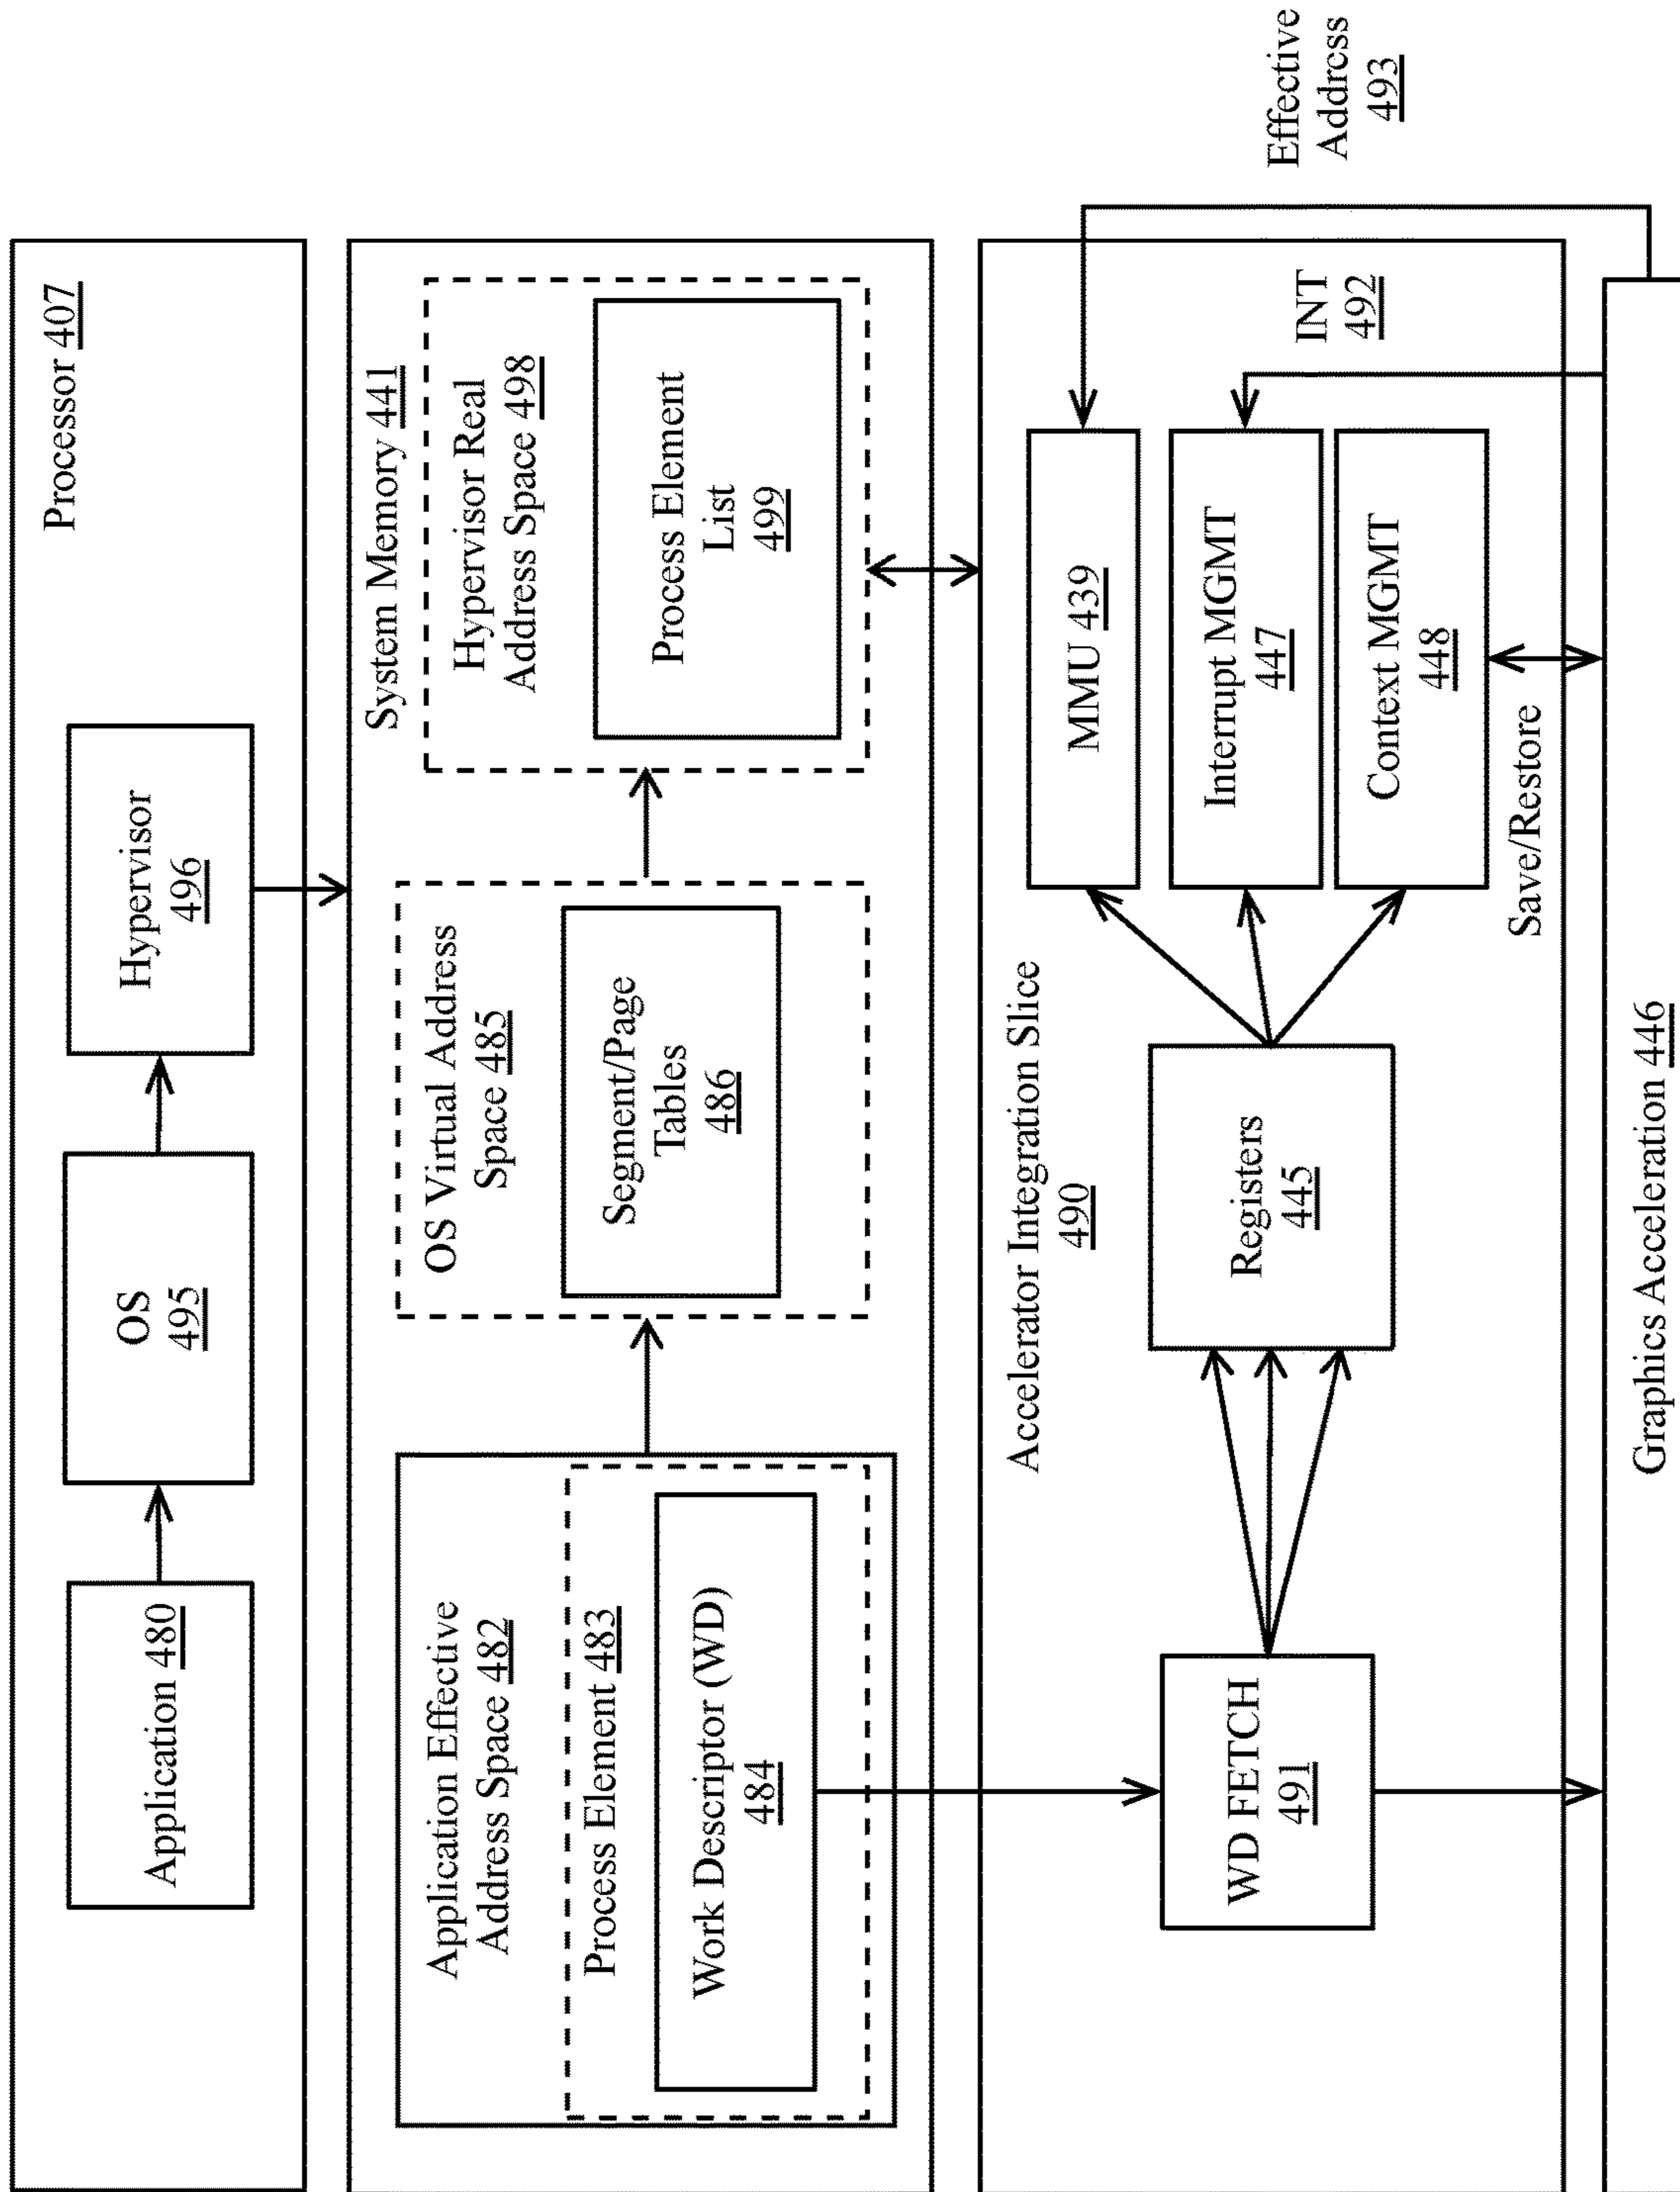 Processor 407
Application 480
OS
495
Hypervisor
496
System Memory 441
Application Effective
Address Space 482
Process Element 483
Work Descriptor (WD)
484
OS Virtual Address
Space 485
Segment/Page
Tables
486
Hypervisor Real
Address Space 498
Process Element
List
499
Accelerator Integration Slice
490
WD FETCH
491
Registers
445
MMU 439
Interrupt MGMT
447
Context MGMT
448
Save/Restore
INT
492
Effective
Address
493
Graphics Acceleration 446